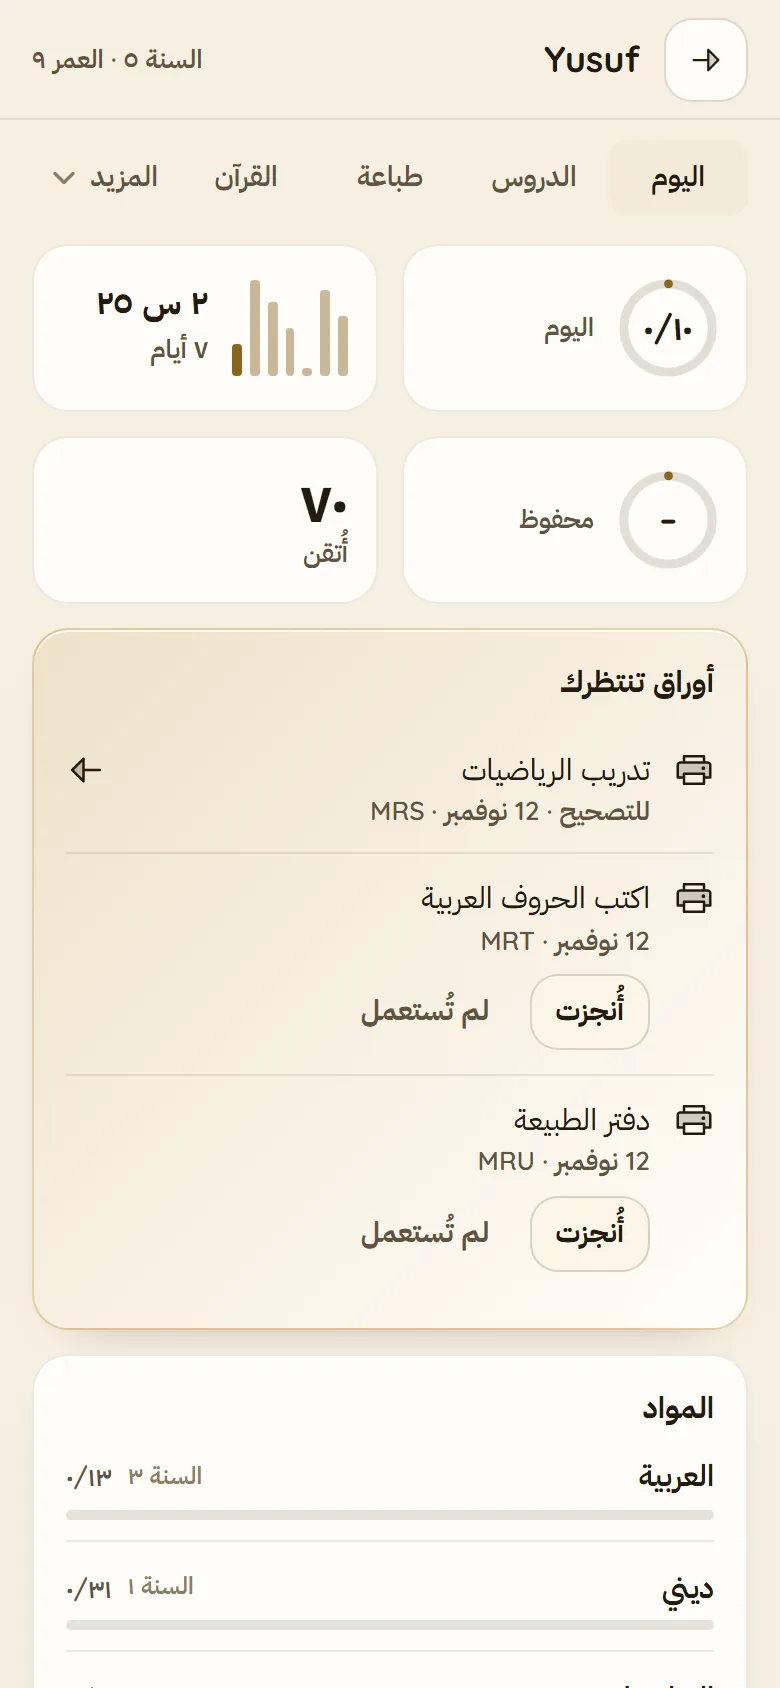 Yusuf
السنة ٥ · العمر ٩
اليوم
الدروس
طباعة
القرآن
المزيد
٠/١٠
اليوم
٢ س ٢٥
٧ أيام
–
محفوظ
٧٠
أُتقن
أوراق تنتظرك
تدريب الرياضيات
للتصحيح · 12 نوفمبر · MRS
اكتب الحروف العربية
12 نوفمبر · MRT
أُنجزت
لم تُستعمل
دفتر الطبيعة
12 نوفمبر · MRU
أُنجزت
لم تُستعمل
المواد
العربية
السنة ٣
٠/١٣
ديني
السنة ١
٠/٣١